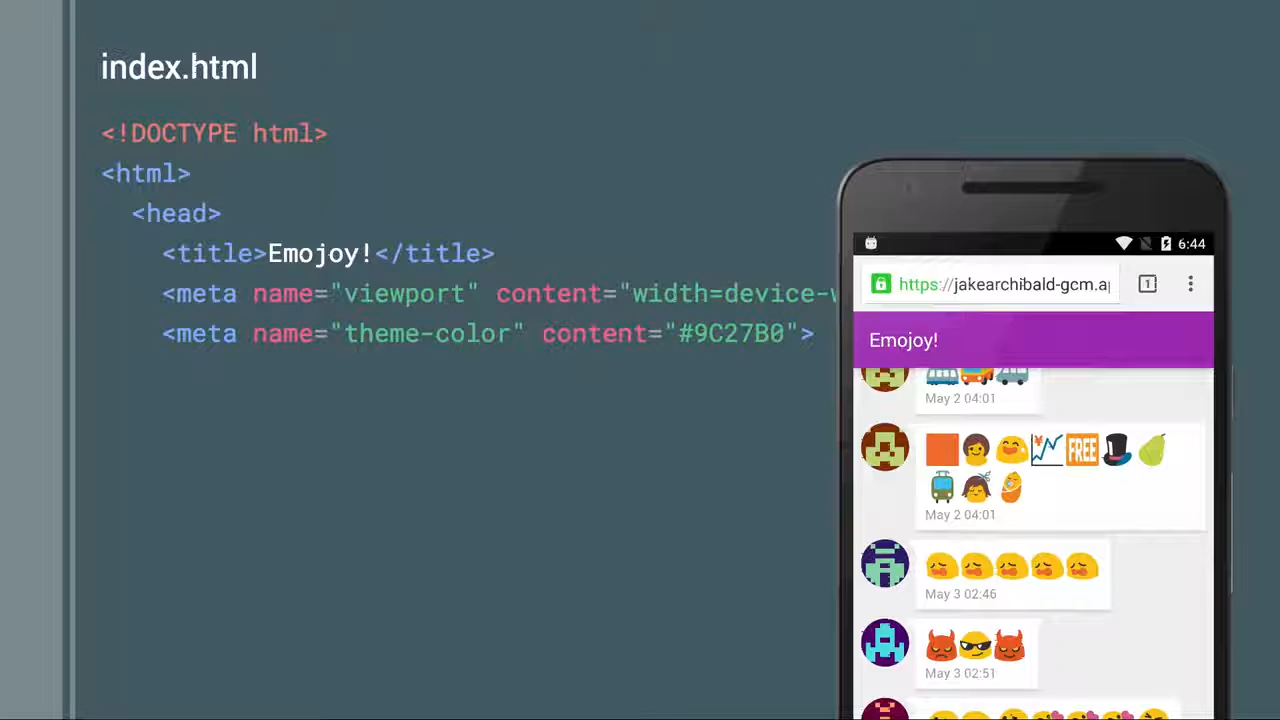 index.html
<!DOCTYPE html>
<html>
<head>
<title>Emojoy!</title>
<meta name="viewport" content="width=device-
<meta name="theme-color" content="#9C27B0">
6:44
https://jakearchibald-gcm.a
1
Emojoy!
May 2 04:01
FREE
May 2 04:01
May 3 02:46
May 3 02:51